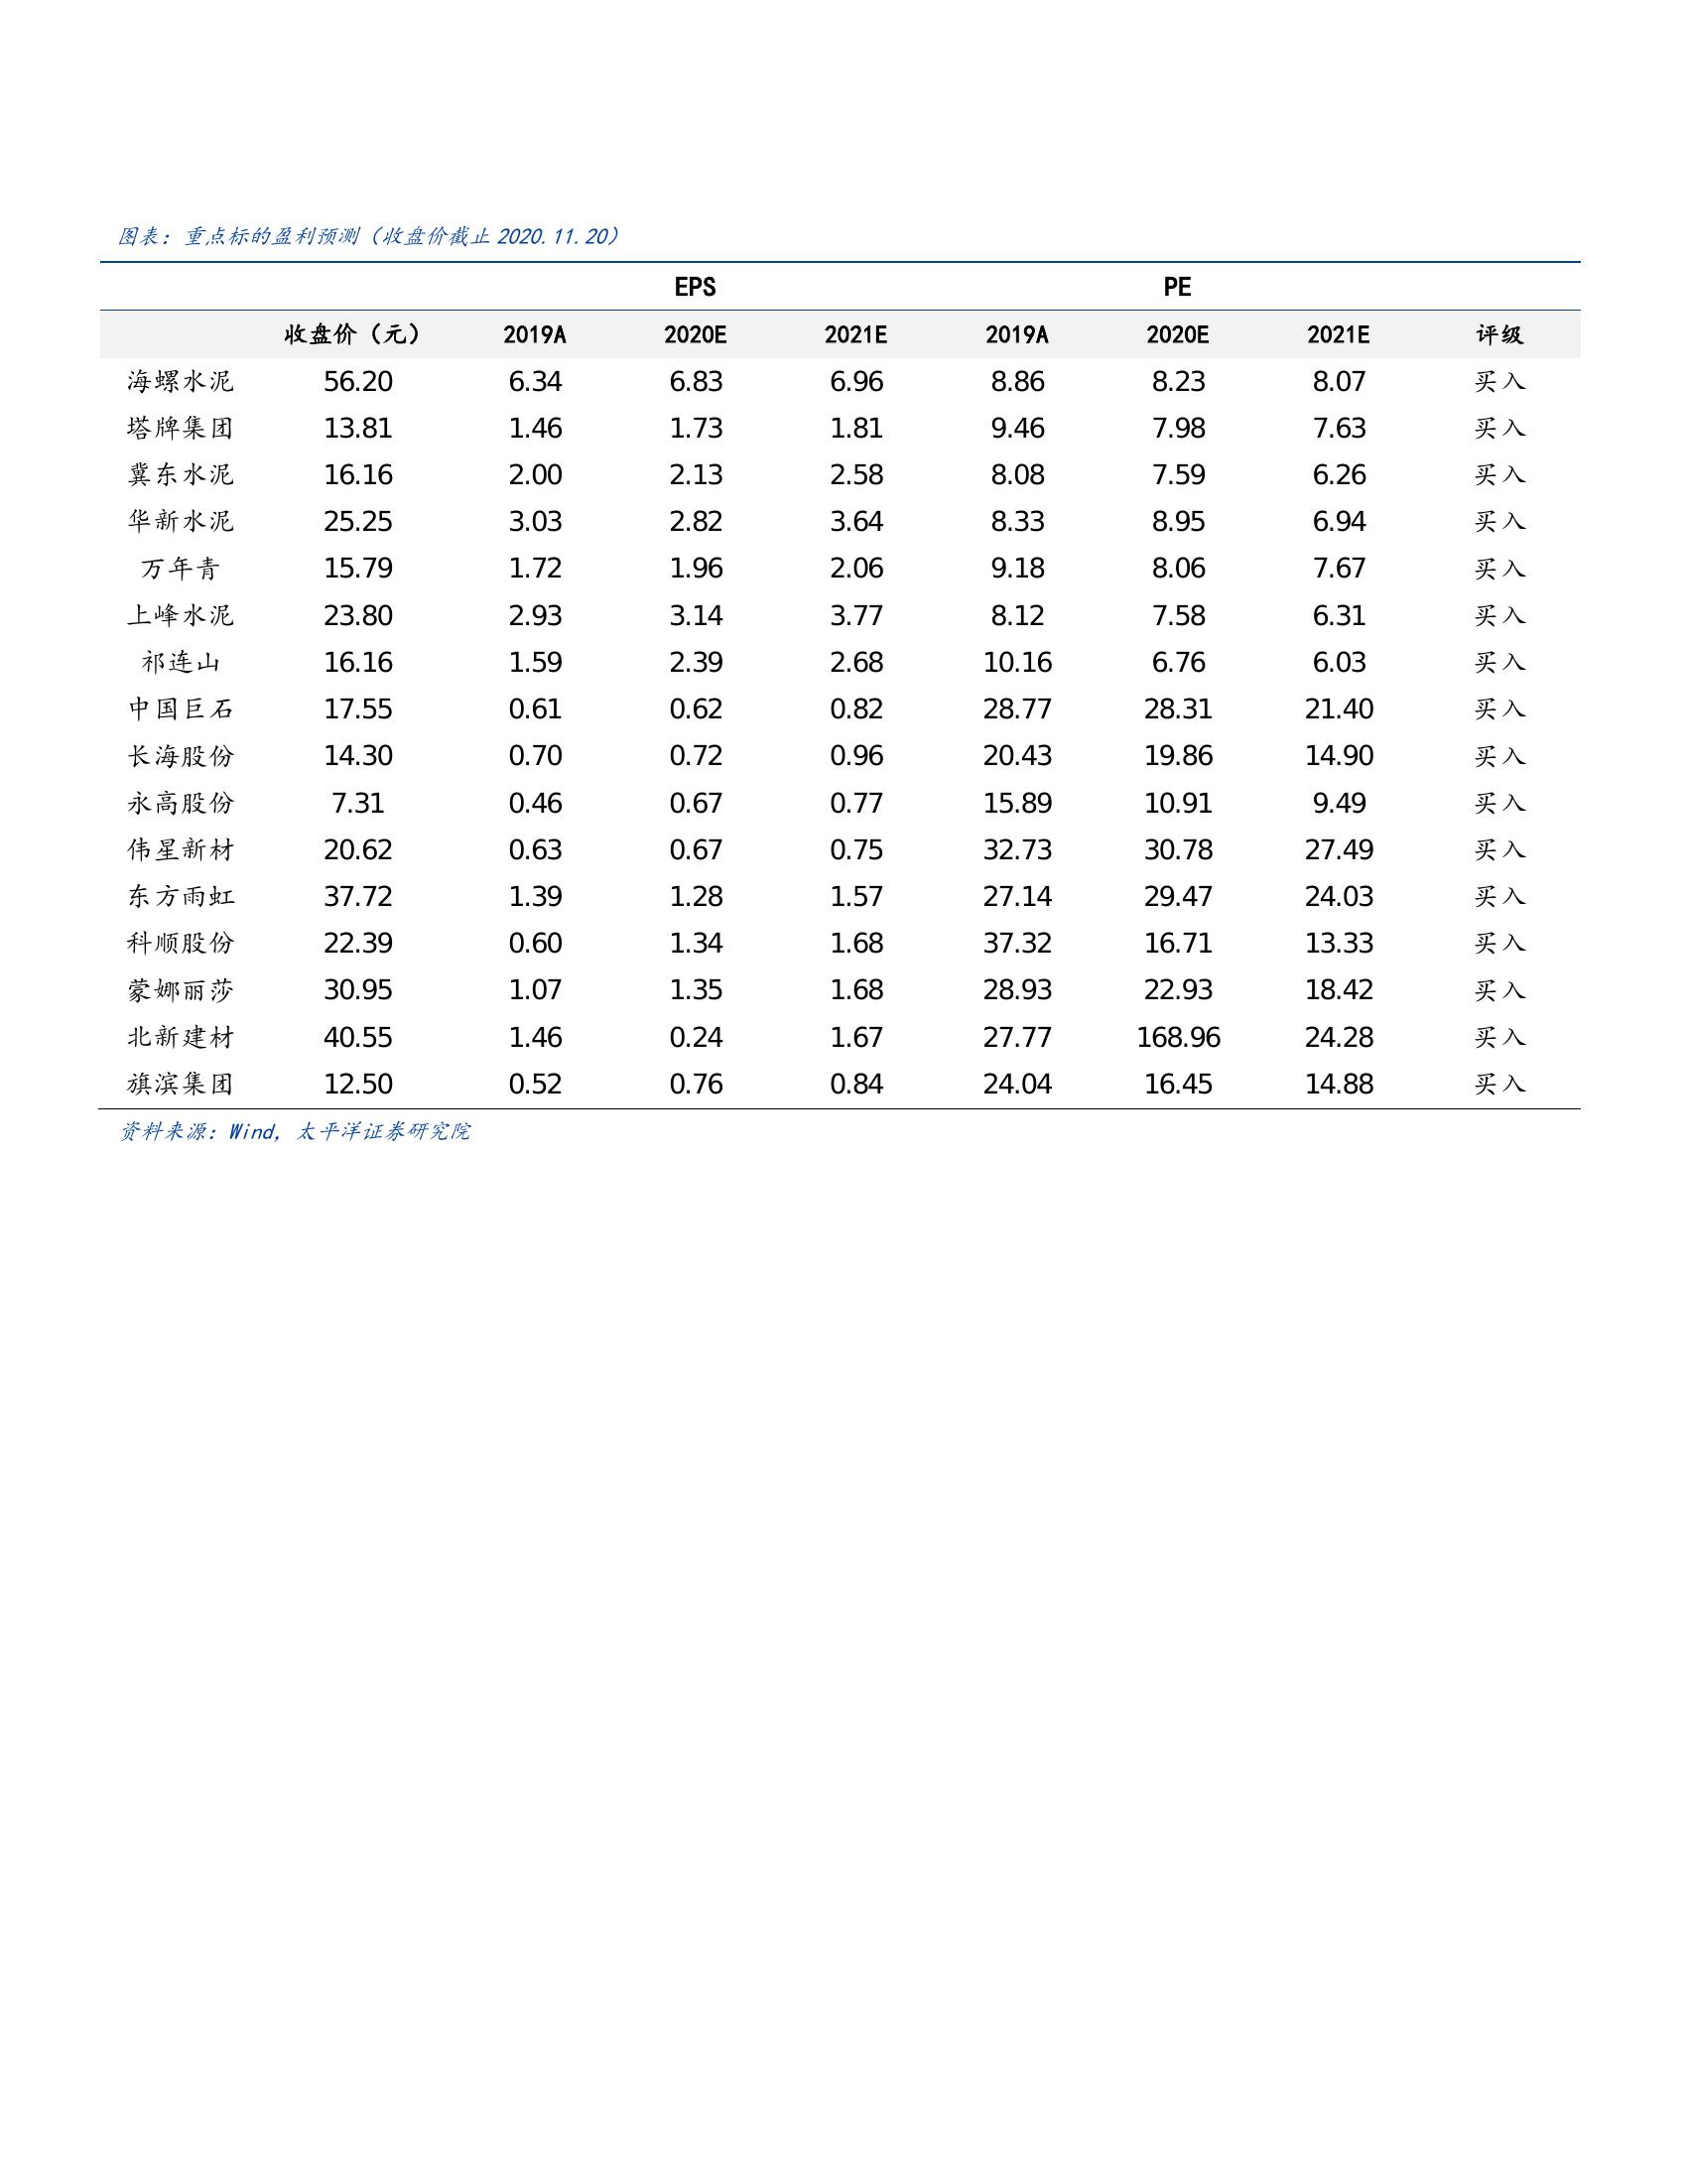 图表：重点标的盈利预测（收盘价截止 2020.11.20）
EPS PE
收盘价（元） 2019A 2020E 2021E 2019A 2020E 2021E 评级
海螺水泥 56.20 6.34 6.83 6.96 8.86 8.23 8.07 买入
塔牌集团 13.81 1.46 1.73 1.81 9.46 7.98 7.63 买入
冀东水泥 16.16 2.00 2.13 2.58 8.08 7.59 6.26 买入
华新水泥 25.25 3.03 2.82 3.64 8.33 8.95 6.94 买入
万年青 15.79 1.72 1.96 2.06 9.18 8.06 7.67 买入
上峰水泥 23.80 2.93 3.14 3.77 8.12 7.58 6.31 买入
祁连山 16.16 1.59 2.39 2.68 10.16 6.76 6.03 买入
中国巨石 17.55 0.61 0.62 0.82 28.77 28.31 21.40 买入
长海股份 14.30 0.70 0.72 0.96 20.43 19.86 14.90 买入
永高股份 7.31 0.46 0.67 0.77 15.89 10.91 9.49 买入
伟星新材 20.62 0.63 0.67 0.75 32.73 30.78 27.49 买入
东方雨虹 37.72 1.39 1.28 1.57 27.14 29.47 24.03 买入
科顺股份 22.39 0.60 1.34 1.68 37.32 16.71 13.33 买入
蒙娜丽莎 30.95 1.07 1.35 1.68 28.93 22.93 18.42 买入
北新建材 40.55 1.46 0.24 1.67 27.77 168.96 24.28 买入
旗滨集团 12.50 0.52 0.76 0.84 24.04 16.45 14.88 买入
资料来源：Wind，太平洋证券研究院